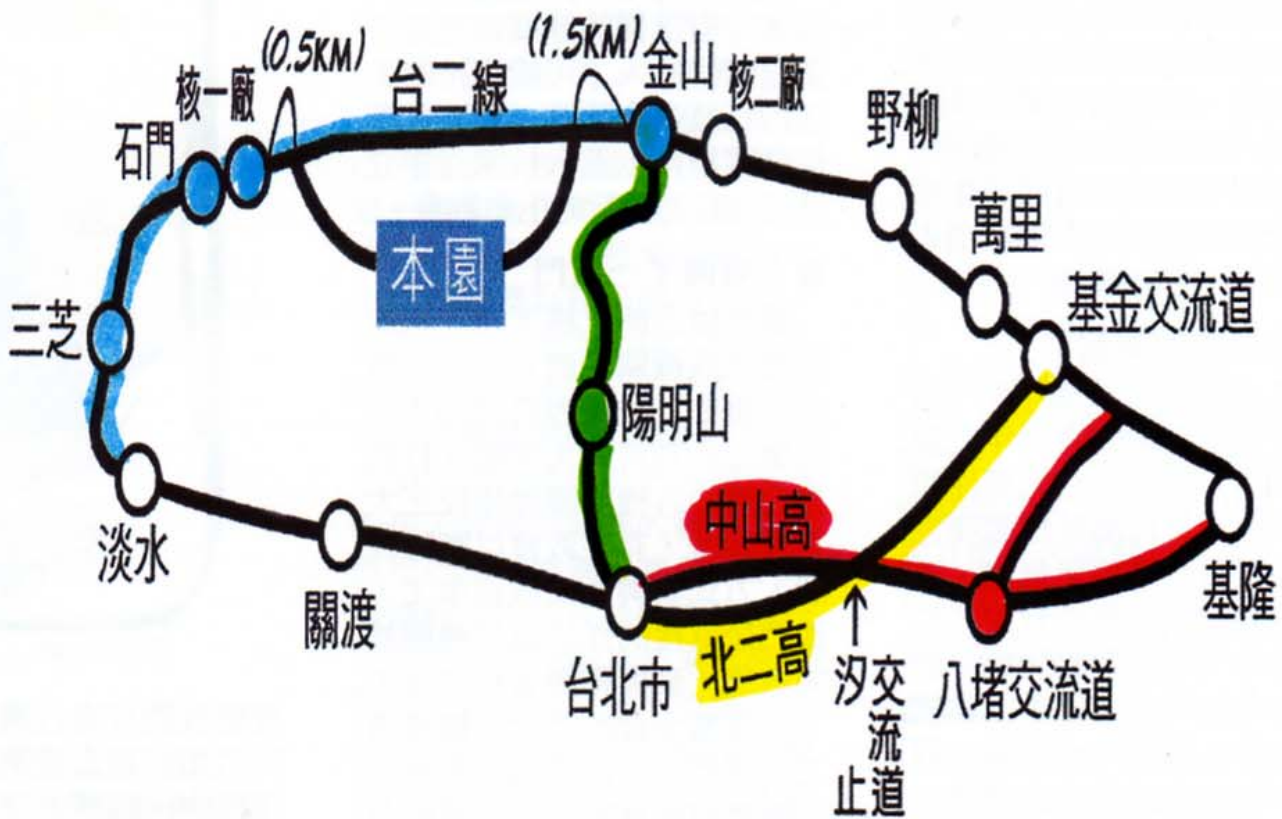 (0.5KM)
(1.5KM)
金山
核一廠
台二線
核二廠
石門
野柳
本園
萬里
基金交流道
三芝
陽明山
中山高
淡水
關渡
台北市
北二高
↑
汐止
交流道
八堵交流道
基隆